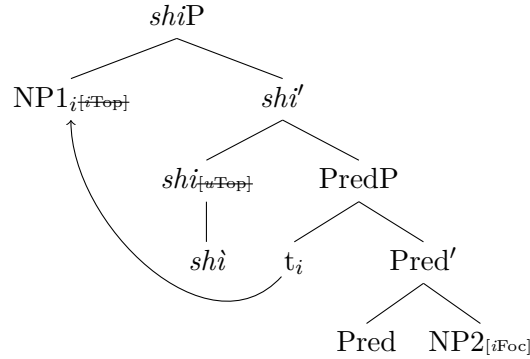 shiP
NP1i[iTop] shi′
shi[uTop] PredP
shì ti Pred′
Pred NP2[iFoc]